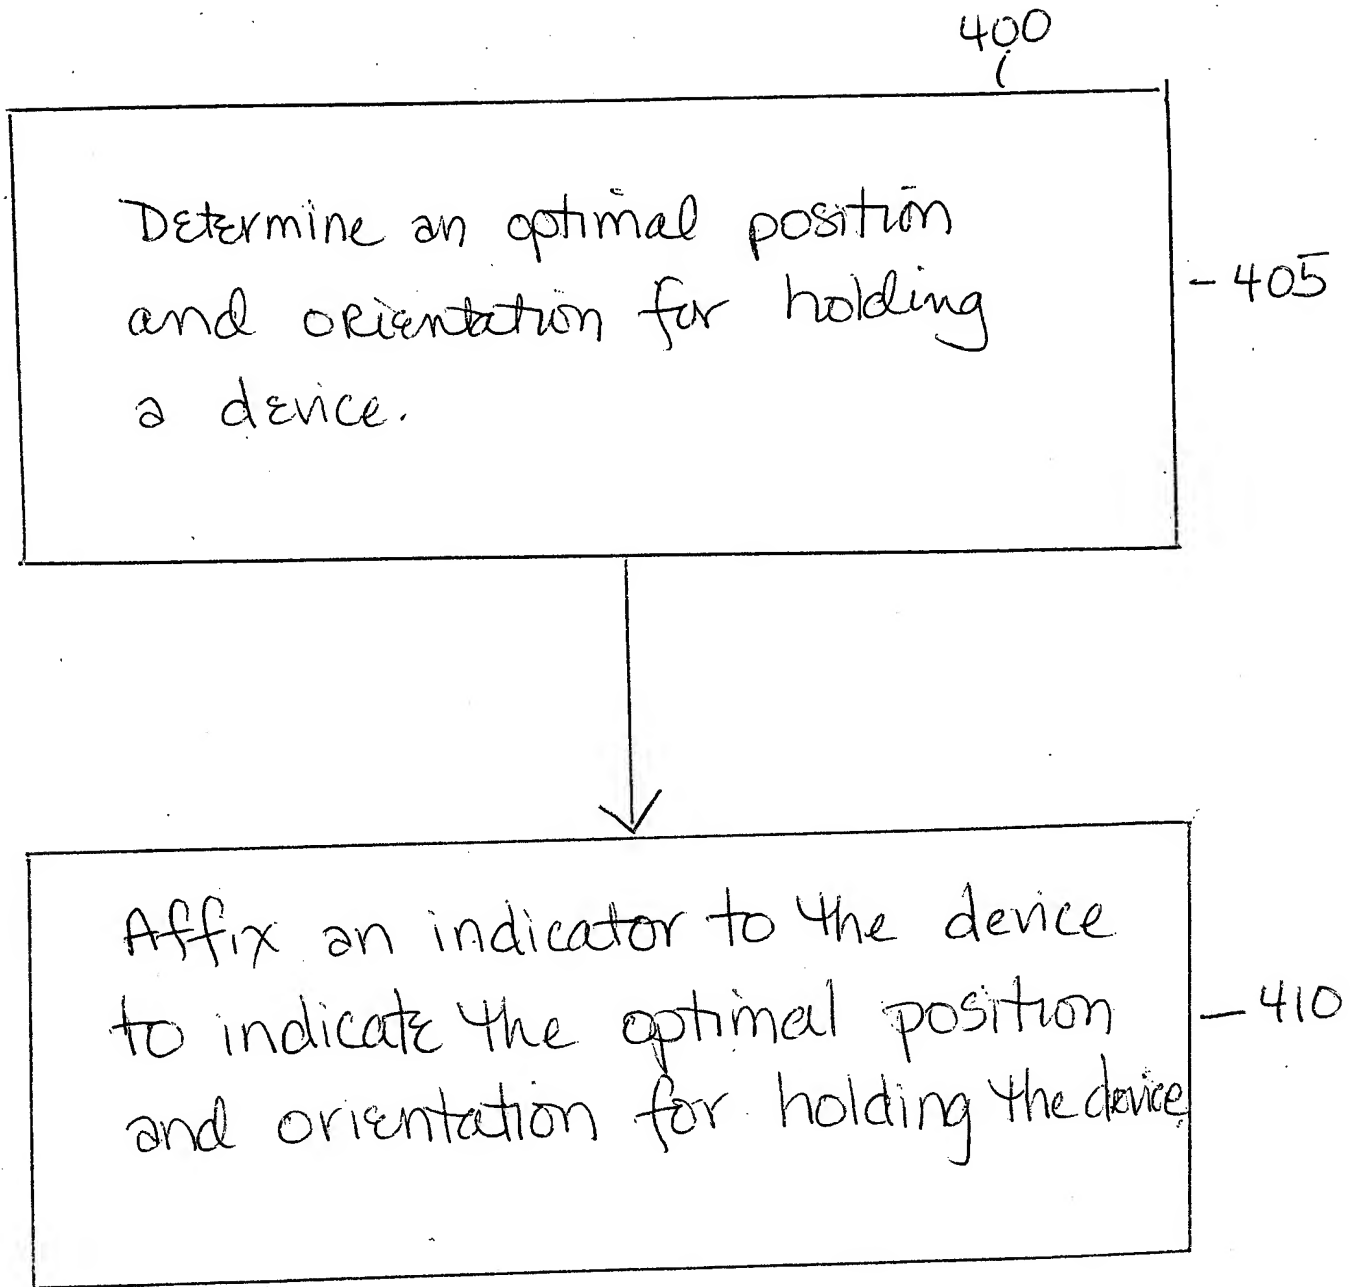 400
Determine an optimal position
and orientation for holding
a device.
- 405
Affix an indicator to the device
to indicate the optimal position
and orientation for holding the device
- 410